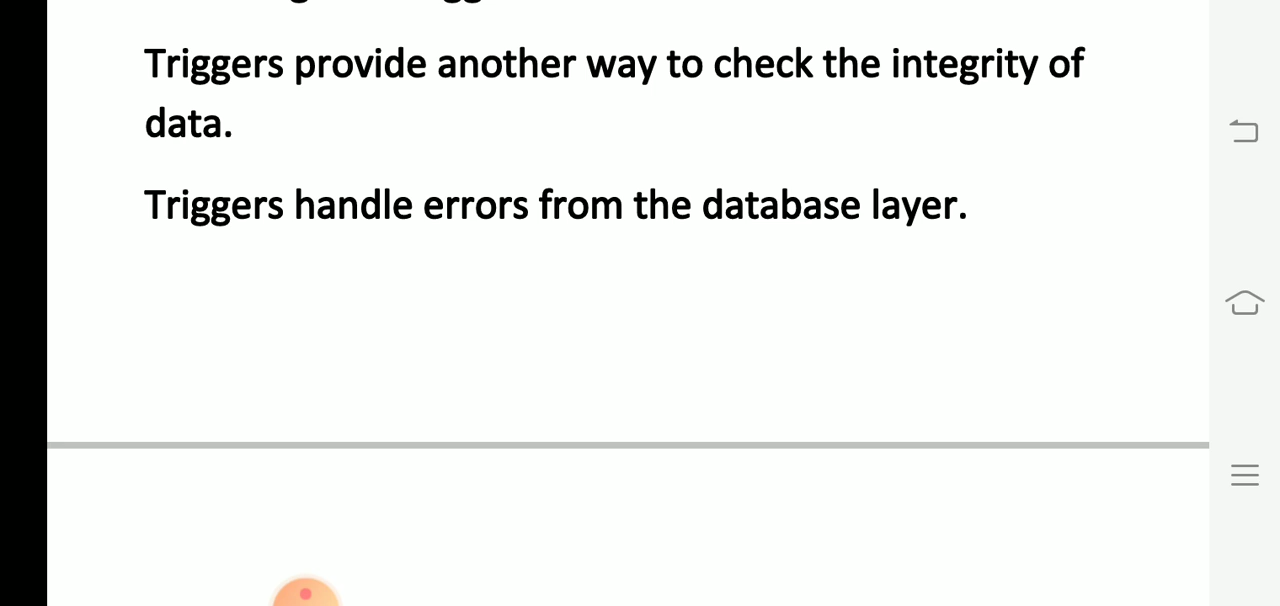 Triggers provide another way to check the integrity of
data.
Triggers handle errors from the database layer.